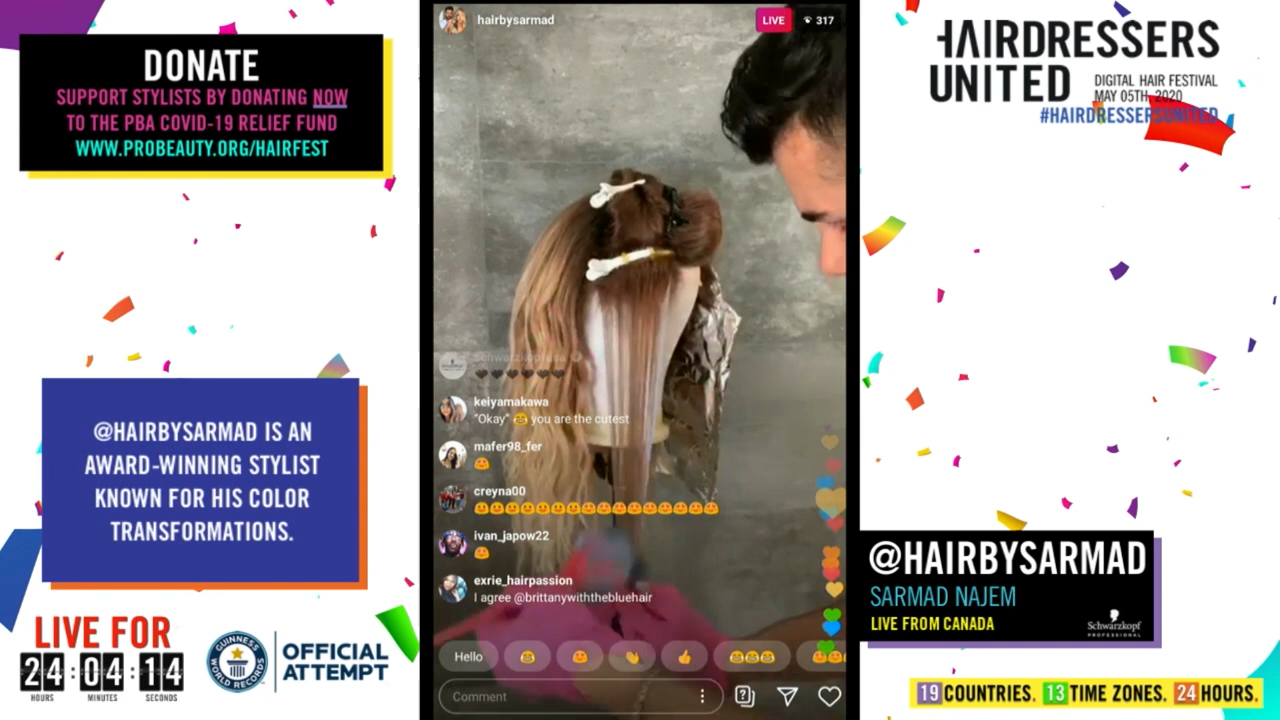 DONATE
SUPPORT STYLISTS BY DONATING NOW
TO THE PBA COVID-19 RELIEF FUND
WWW.PROBEAUTY.ORG/HAIRFEST
@HAIRBYSARMAD IS AN
AWARD-WINNING STYLIST
KNOWN FOR HIS COLOR
TRANSFORMATIONS.
LIVE FOR
24:04:14
HOURS MINUTES SECONDS
GUINNESS
WORLD RECORDS
OFFICIAL
ATTEMPT
hairbysarmad
LIVE 317
schwarzkopfusa
🖤🖤🖤🖤🖤🖤
keiyamakawa
"Okay" 😂 you are the cutest
mafer98_fer
😍
creyna00
😍😍😍😍😍😍😍😍😍😍😍😍😍😍😍😍
ivan_japow22
😍
exrie_hairpassion
I agree @brittanywiththebluehair
Hello 😂 😍 👏 👍 😂😂😂 😍😍
Comment
HAIRDRESSERS
UNITED
DIGITAL HAIR FESTIVAL
MAY 05TH, 2020
#HAIRDRESSERSUNITED
@HAIRBYSARMAD
SARMAD NAJEM
LIVE FROM CANADA
Schwarzkopf
PROFESSIONAL
19 COUNTRIES. 13 TIME ZONES. 24 HOURS.